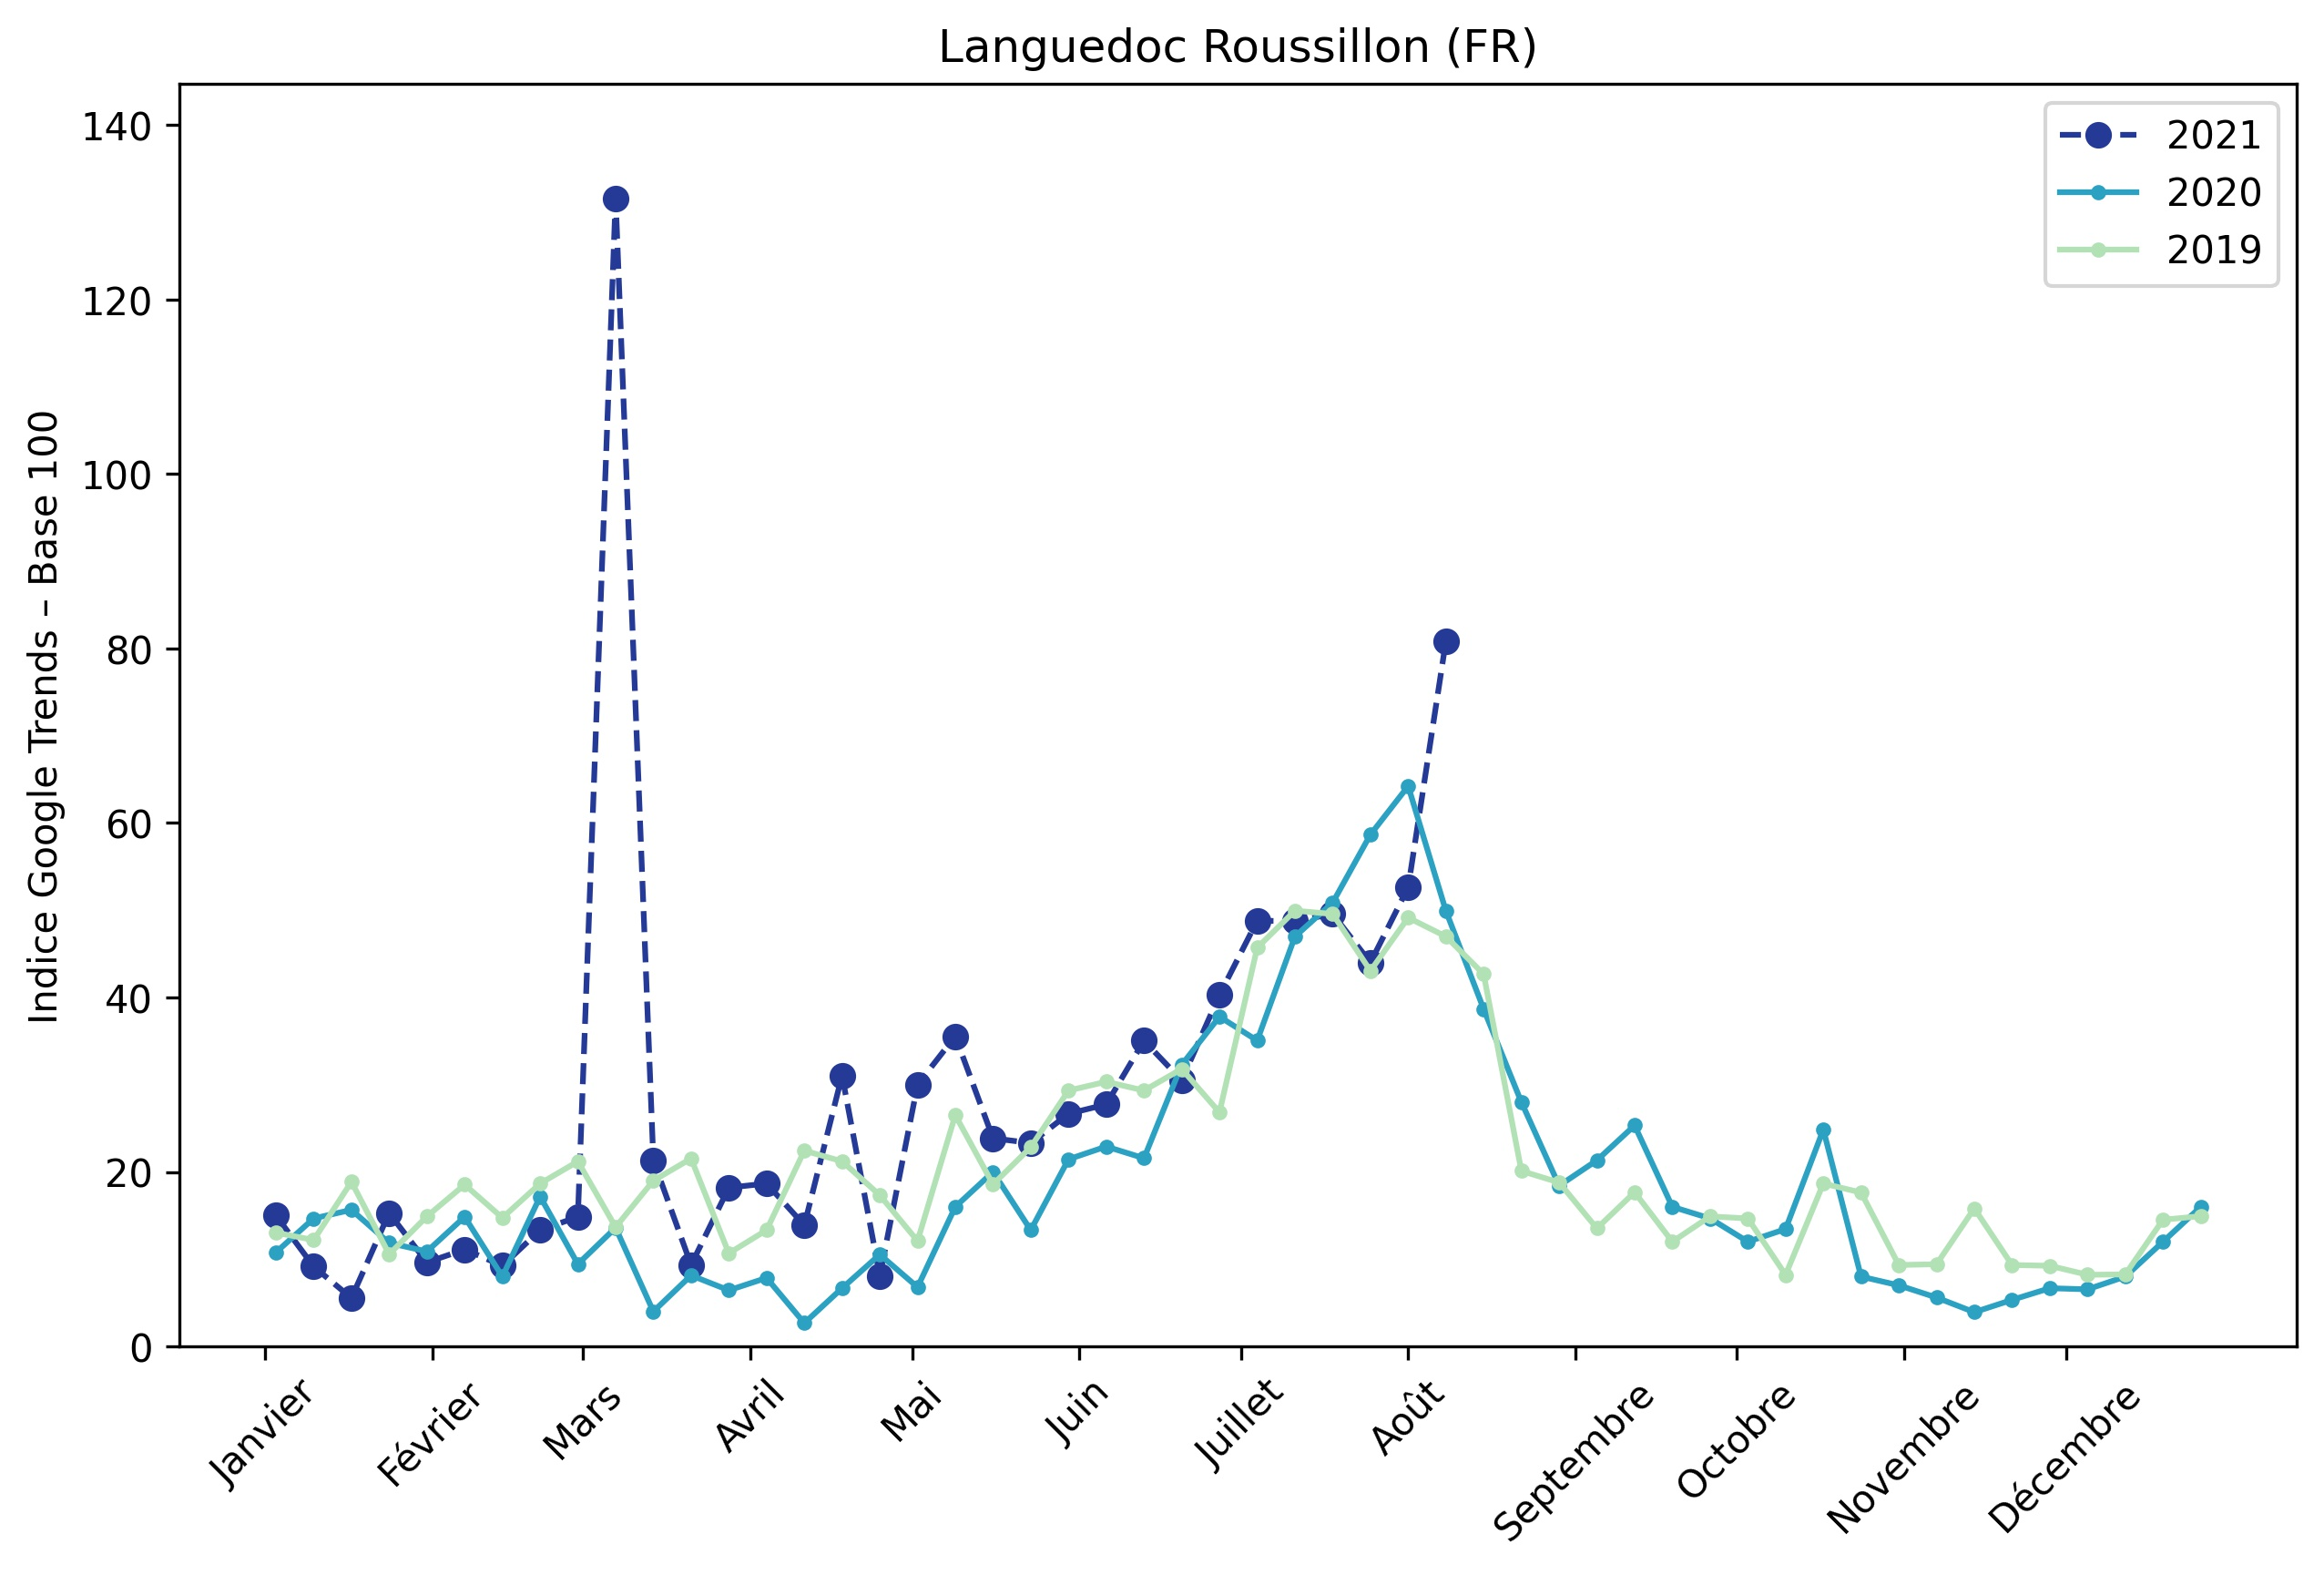 Languedoc Roussillon (FR)
140
120
100
80
60
40
20
0
Indice Google Trends – Base 100
2021
2020
2019
Janvier
Février
Mars
Avril
Mai
Juin
Juillet
Août
Septembre
Octobre
Novembre
Décembre